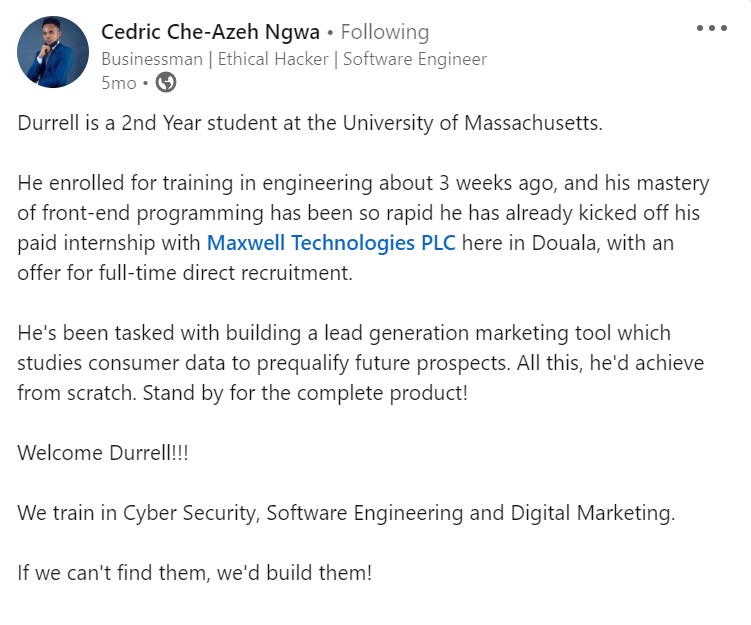 Cedric Che-Azeh Ngwa • Following
Businessman | Ethical Hacker | Software Engineer
5mo •
Durrell is a 2nd Year student at the University of Massachusetts.
He enrolled for training in engineering about 3 weeks ago, and his mastery
of front-end programming has been so rapid he has already kicked off his
paid internship with Maxwell Technologies PLC here in Douala, with an
offer for full-time direct recruitment.
He's been tasked with building a lead generation marketing tool which
studies consumer data to prequalify future prospects. All this, he'd achieve
from scratch. Stand by for the complete product!
Welcome Durrell!!!
We train in Cyber Security, Software Engineering and Digital Marketing.
If we can't find them, we'd build them!